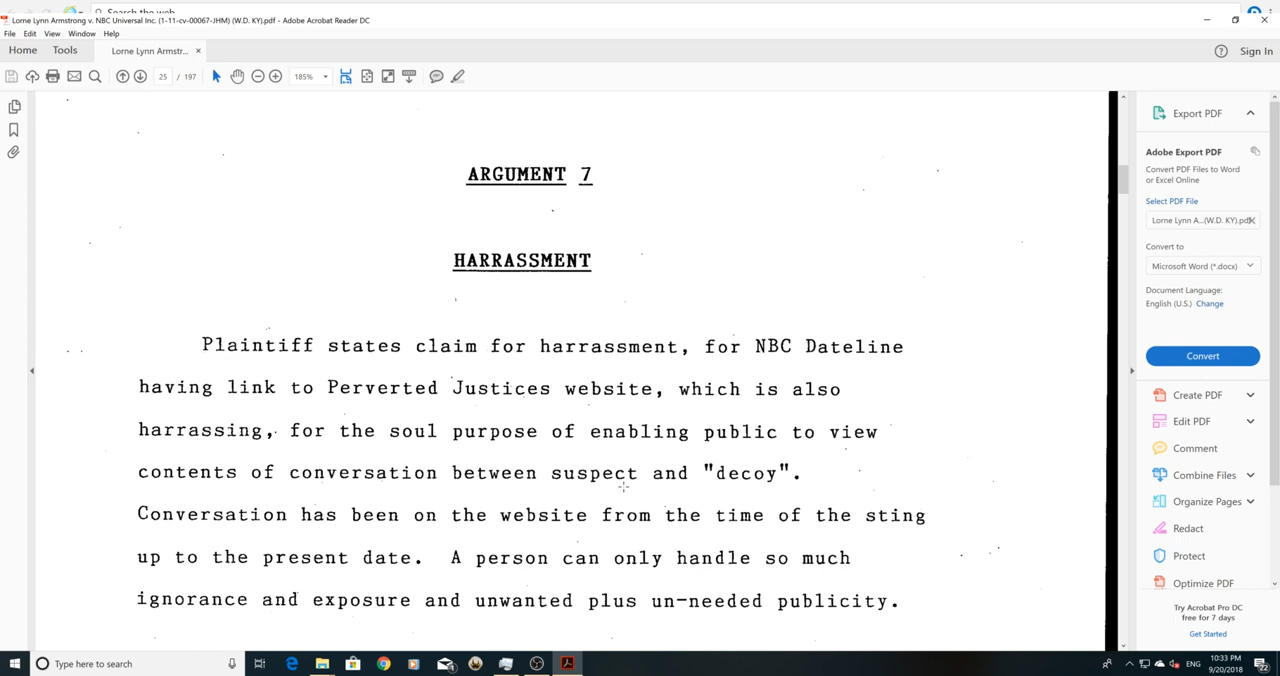 Search the web
Lorne Lynn Armstrong v. NBC Universal Inc. (1-11-cv-00067-JHM) (W.D. KY).pdf - Adobe Acrobat Reader DC
File Edit View Window Help
Home Tools Lorne Lynn Armstr... × Sign In
25 / 197 185%
ARGUMENT 7
HARRASSMENT
Plaintiff states claim for harrassment, for NBC Dateline
having link to Perverted Justices website, which is also
harrassing, for the soul purpose of enabling public to view
contents of conversation between suspect and "decoy".
Conversation has been on the website from the time of the sting
up to the present date. A person can only handle so much
ignorance and exposure and unwanted plus un-needed publicity.
Export PDF
Adobe Export PDF
Convert PDF Files to Word
or Excel Online
Select PDF File
Lorne Lynn A...(W.D. KY).pdf
Convert to
Microsoft Word (*.docx)
Document Language:
English (U.S.) Change
Convert
Create PDF
Edit PDF
Comment
Combine Files
Organize Pages
Redact
Protect
Optimize PDF
Try Acrobat Pro DC
free for 7 days
Get Started
Type here to search
ENG
10:33 PM
9/20/2018
22